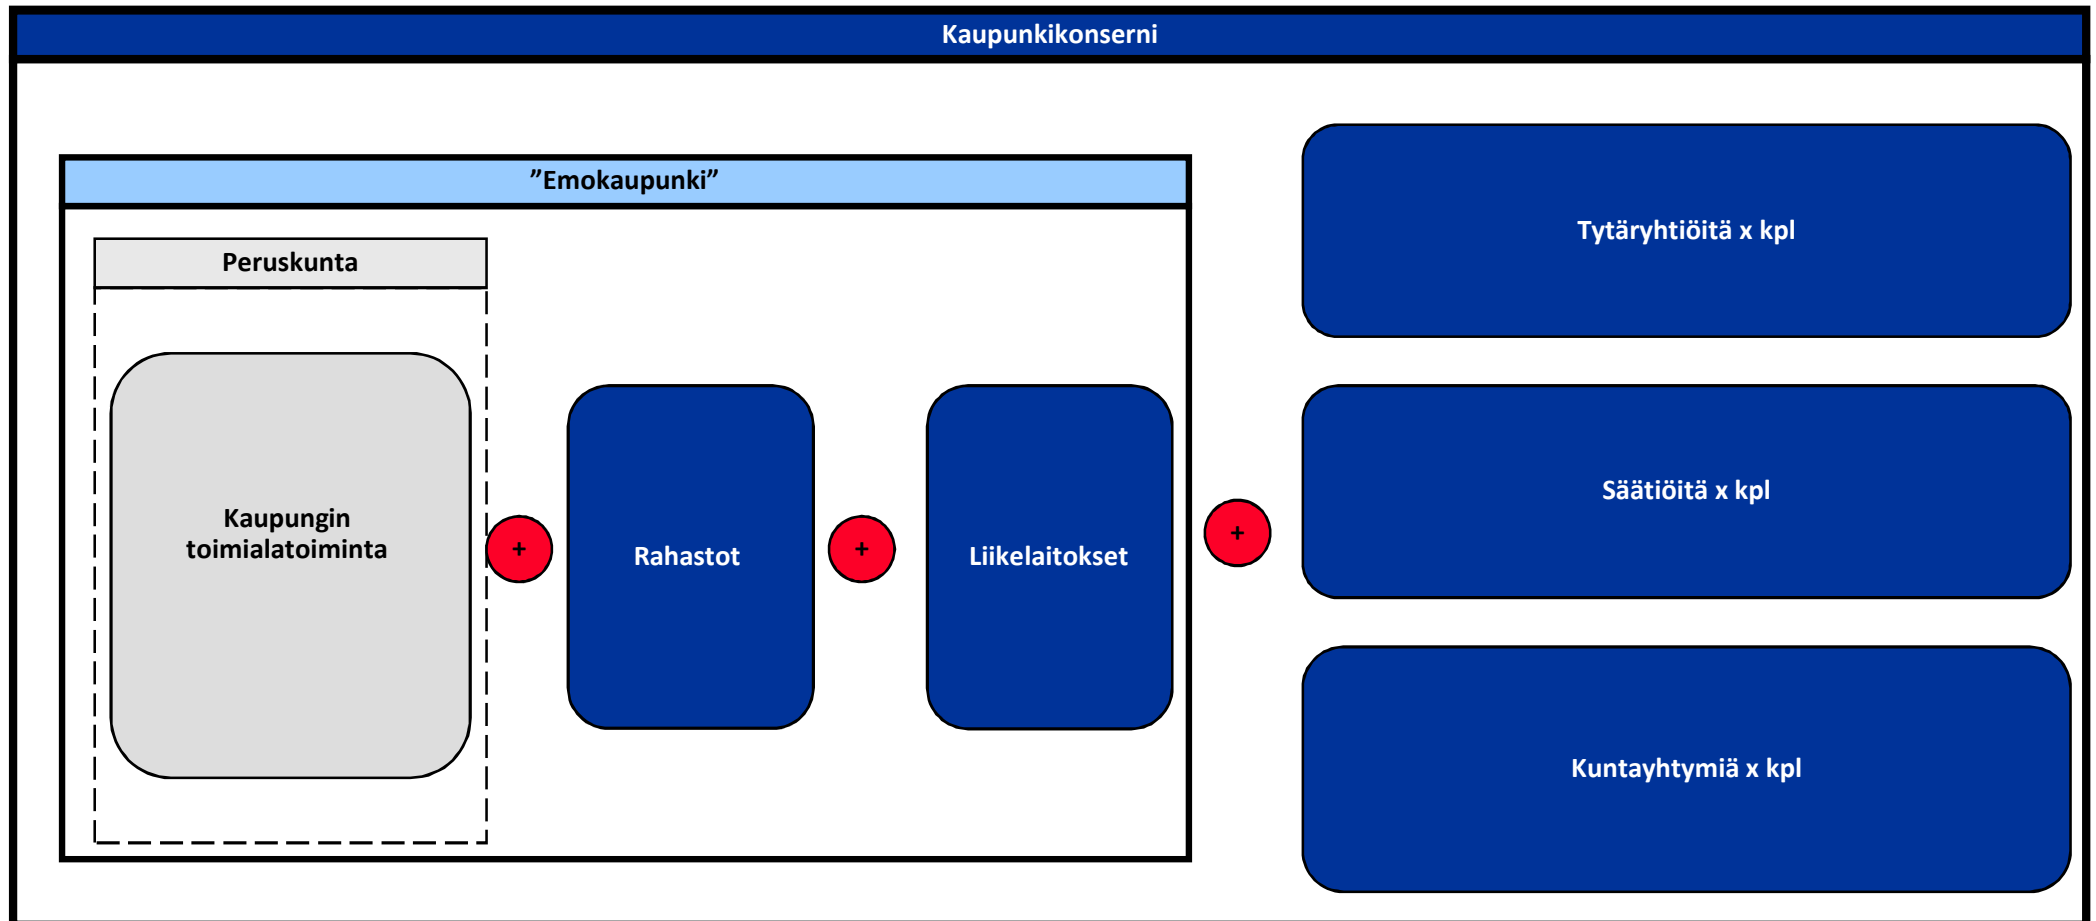 Kaupunkikonserni
”Emokaupunki”
Peruskunta
Kaupungin
toimialatoiminta
+
Rahastot
+
Liikelaitokset
+
Tytäryhtiöitä x kpl
Säätiöitä x kpl
Kuntayhtymiä x kpl